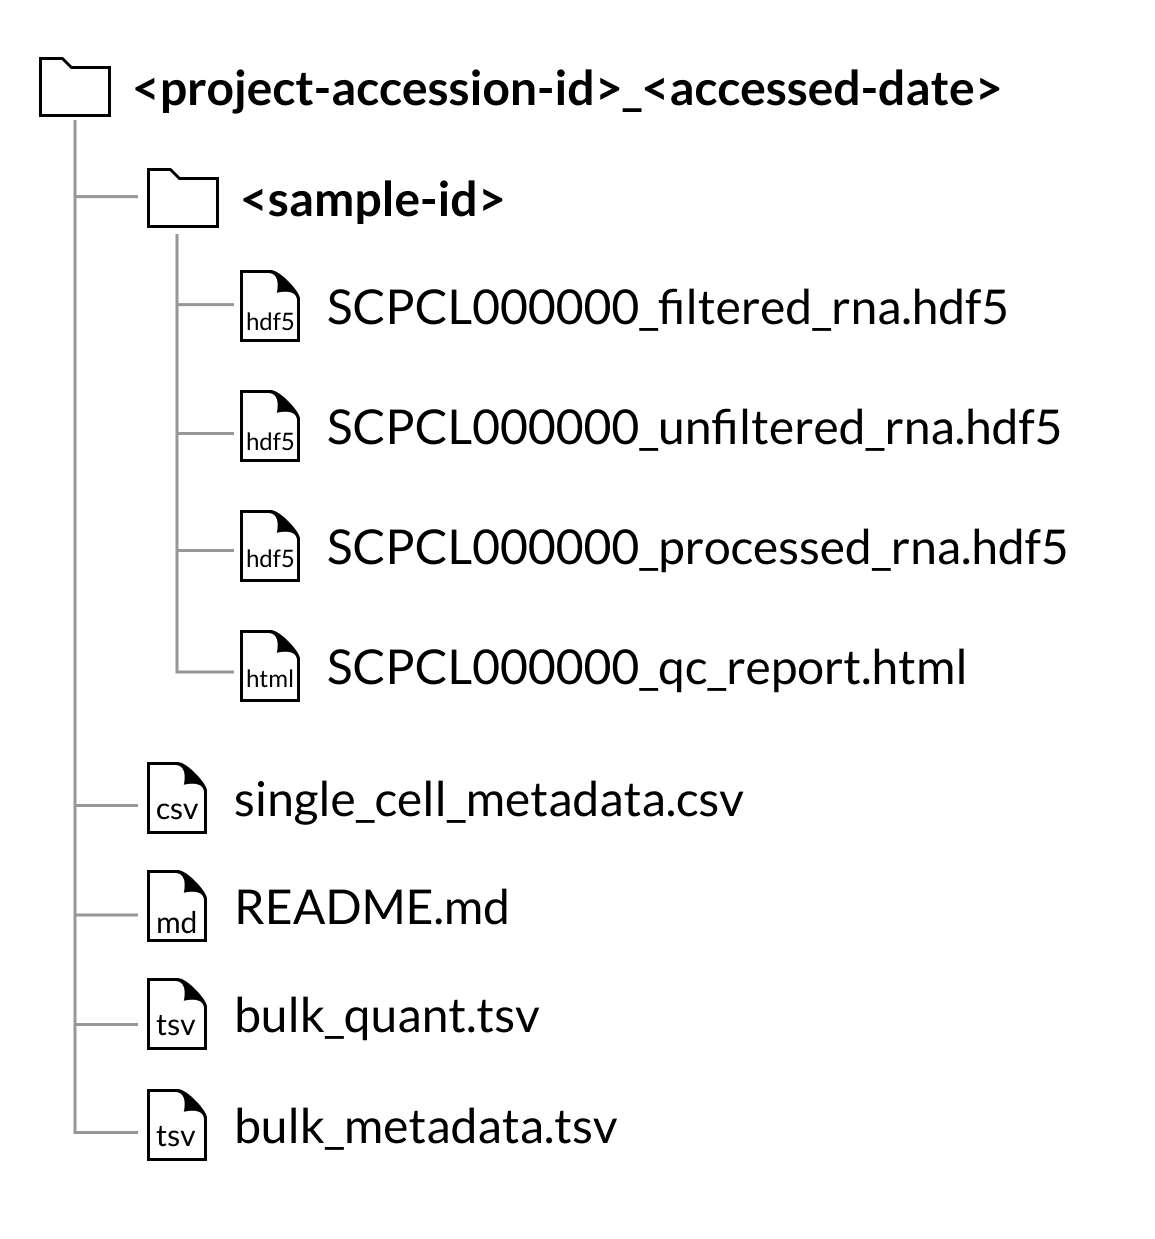 <project-accession-id>_<accessed-date>
<sample-id>
hdf5 SCPCL000000_filtered_rna.hdf5
hdf5 SCPCL000000_unfiltered_rna.hdf5
hdf5 SCPCL000000_processed_rna.hdf5
html SCPCL000000_qc_report.html
csv single_cell_metadata.csv
md README.md
tsv bulk_quant.tsv
tsv bulk_metadata.tsv